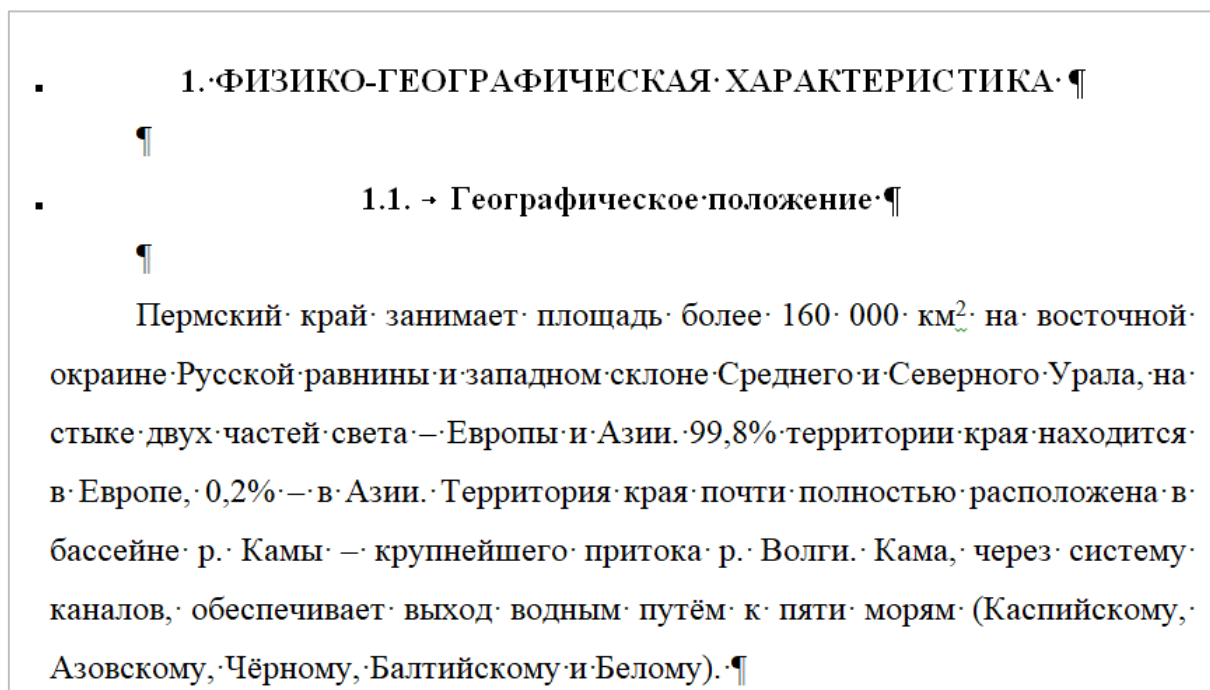 1. ФИЗИКО-ГЕОГРАФИЧЕСКАЯ ХАРАКТЕРИСТИКА ¶
¶
1.1. → Географическое положение ¶
¶
Пермский край занимает площадь более 160 000 км² на восточной
окраине Русской равнины и западном склоне Среднего и Северного Урала, на
стыке двух частей света – Европы и Азии. 99,8% территории края находится
в Европе, 0,2% – в Азии. Территория края почти полностью расположена в
бассейне р. Камы – крупнейшего притока р. Волги. Кама, через систему
каналов, обеспечивает выход водным путём к пяти морям (Каспийскому,
Азовскому, Чёрному, Балтийскому и Белому). ¶